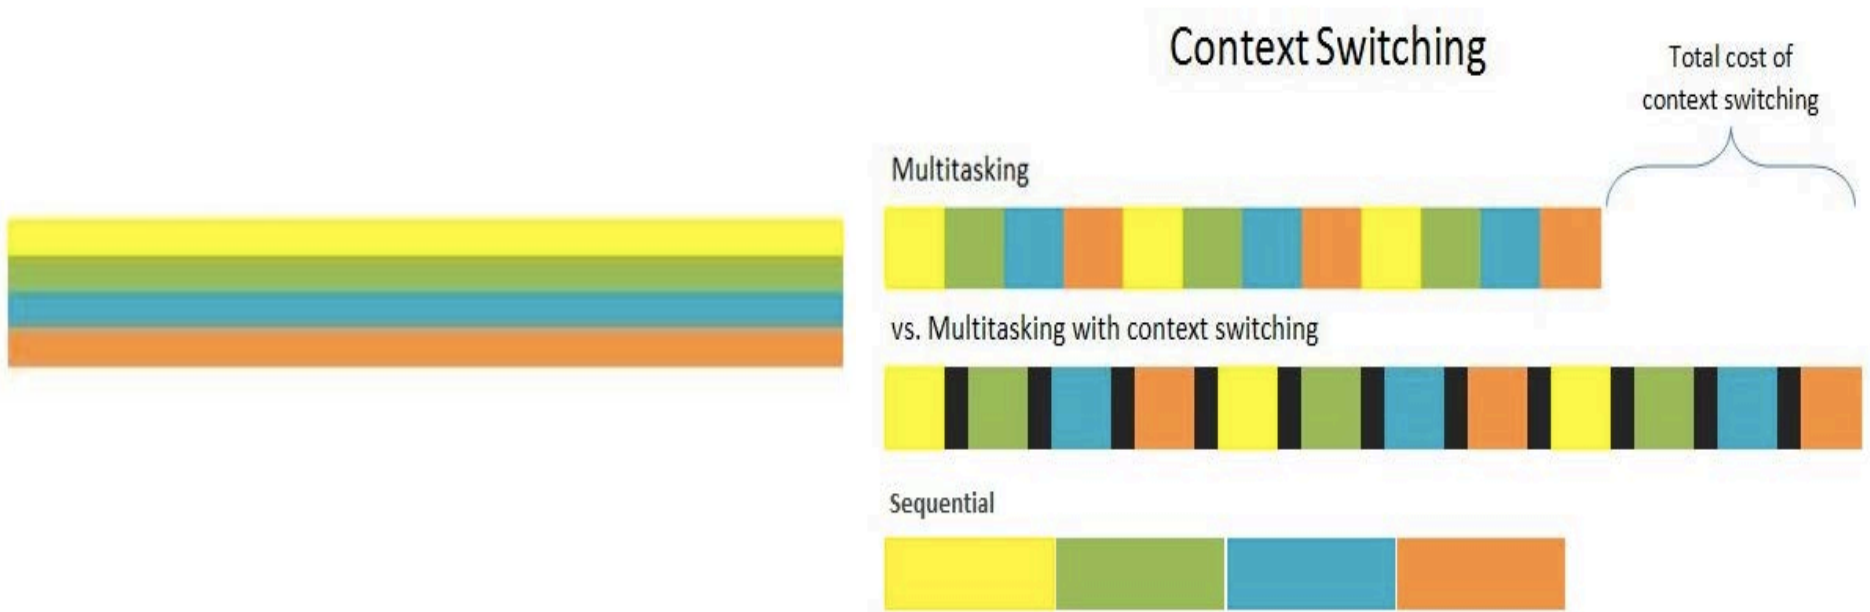 Context Switching
Total cost of
context switching
Multitasking
vs. Multitasking with context switching
Sequential